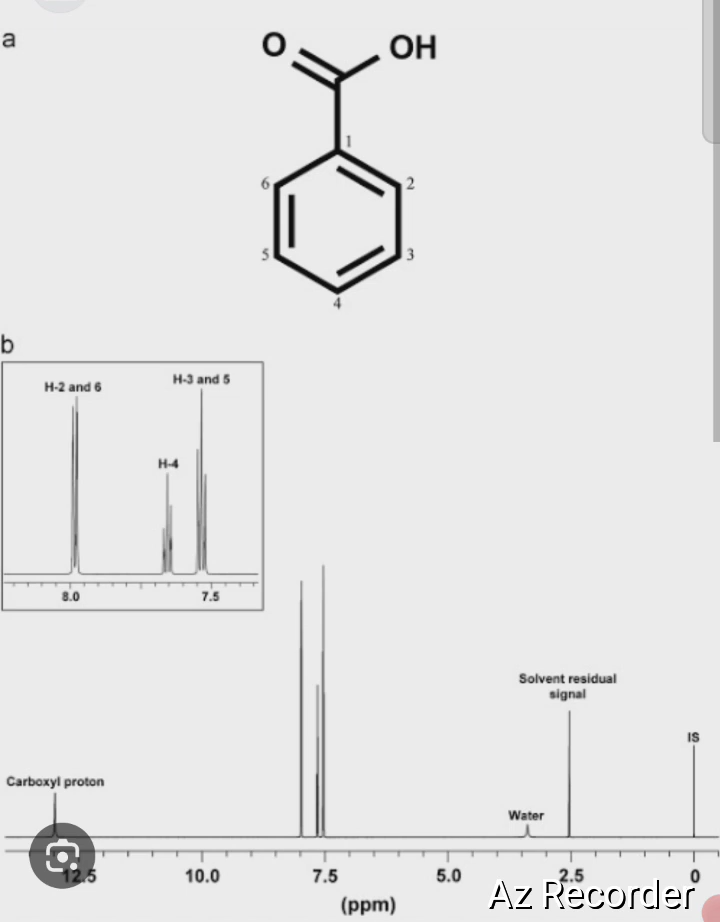 a
O
OH
1
6
2
5
3
4
b
H-3 and 5
H-2 and 6
H-4
8.0
7.5
Solvent residual
signal
IS
Carboxyl proton
Water
12.5
10.0
7.5
5.0
2.5
0
(ppm)
Az Recorder